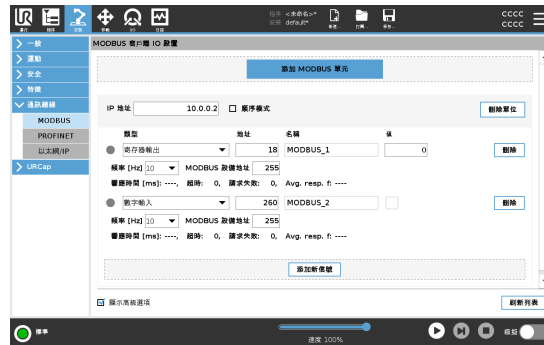 程序 <未命名>*
安裝 default*
新建... 打開... 保存...
cccc
cccc
運行 程序 安裝 移動 I/O 日誌
一般
運動
安全
特徵
通訊總線
MODBUS
PROFINET
以太網/IP
URCap
MODBUS 客戶端 IO 設置
添加 MODBUS 單元
IP 地址 10.0.0.2 順序模式 刪除單位
類型 地址 名稱 值
寄存器輸出 18 MODBUS_1 0 刪除
頻率 [Hz] 10 MODBUS 設備地址 255
響應時間 [ms]: ----, 超時: 0, 請求失敗: 0, Avg. resp. f: ----
數字輸入 260 MODBUS_2 刪除
頻率 [Hz] 10 MODBUS 設備地址 255
響應時間 [ms]: ----, 超時: 0, 請求失敗: 0, Avg. resp. f: ----
添加新信號
顯示高級選項 刷新列表
標準
速度 100%
模擬